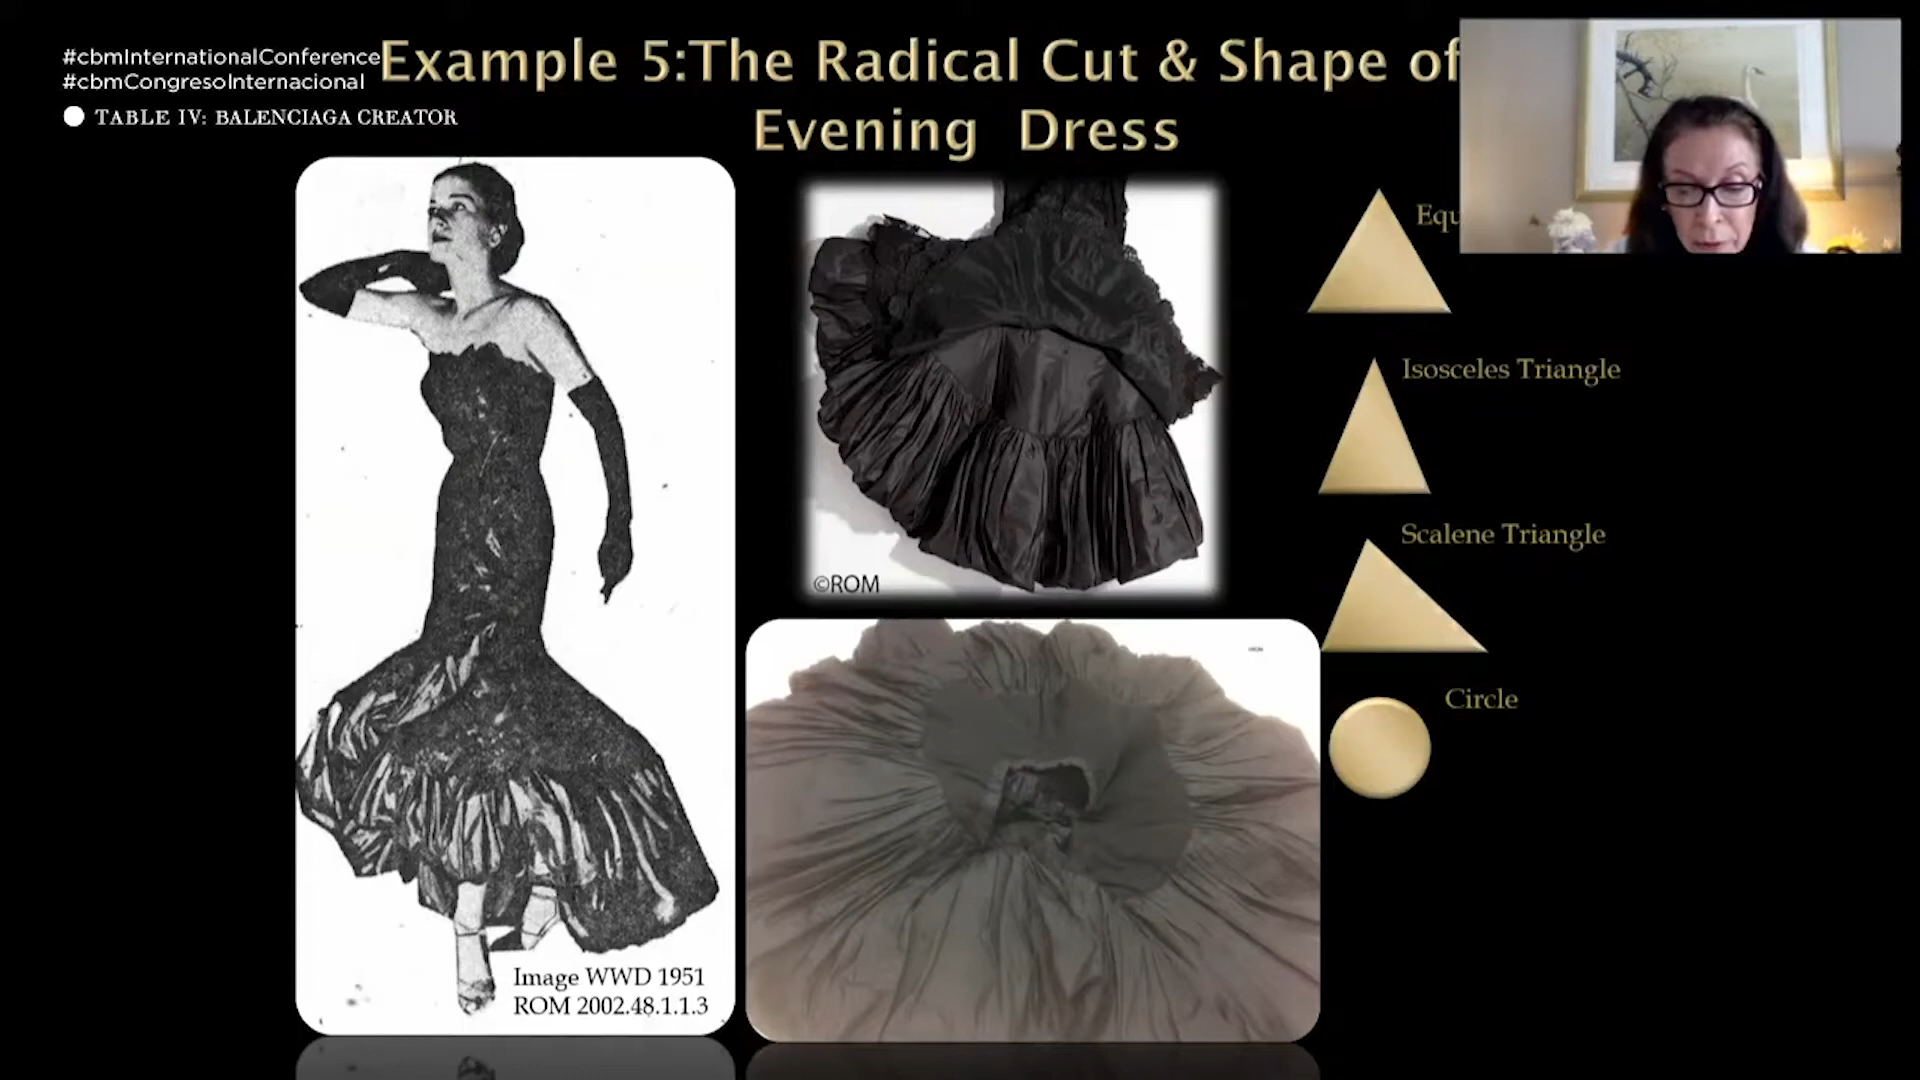 #cbmInternationalConference
#cbmCongresoInternacional
TABLE IV: BALENCIAGA CREATOR
Example 5:The Radical Cut & Shape of
Evening Dress
Isosceles Triangle
Scalene Triangle
Circle
©ROM
Image WWD 1951
ROM 2002.48.1.1.3